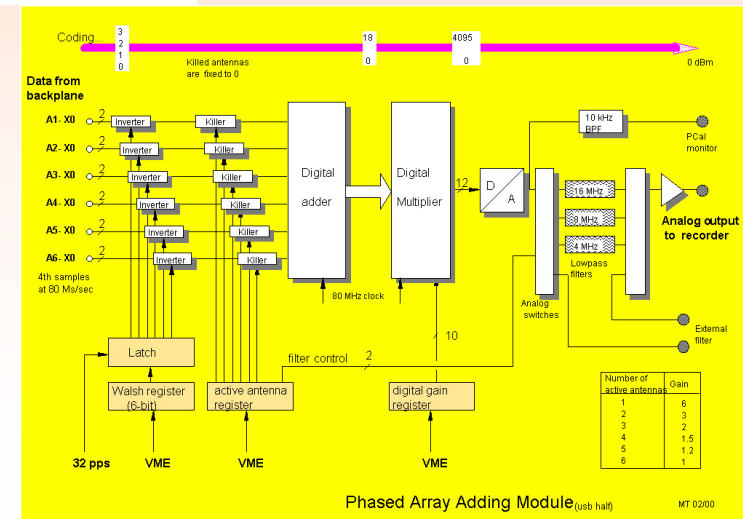 Coding...
3
2
1
0
18
0
4095
0
Killed antennas
are fixed to 0
0 dBm
Data from
backplane
A1- X0
2
Inverter
Killer
A2- X0
2
Inverter
Killer
A3- X0
2
Inverter
Killer
A4- X0
2
Inverter
Killer
A5- X0
2
Inverter
Killer
A6- X0
2
Inverter
Killer
4th samples
at 80 Ms/sec
Digital
adder
Digital
Multiplier
12
D
A
10 kHz
BPF
PCal
monitor
16 MHz
8 MHz
4 MHz
Lowpass
filters
Analog output
to recorder
80 MHz clock
Analog
switches
External
filter
10
Latch
filter control
2
Walsh register
(6-bit)
active antenna
register
digital gain
register
32 pps
VME
VME
VME
Number of
active antennas
Gain
1 6
2 3
3 2
4 1.5
5 1.2
6 1
Phased Array Adding Module (usb half)
MT 02/00